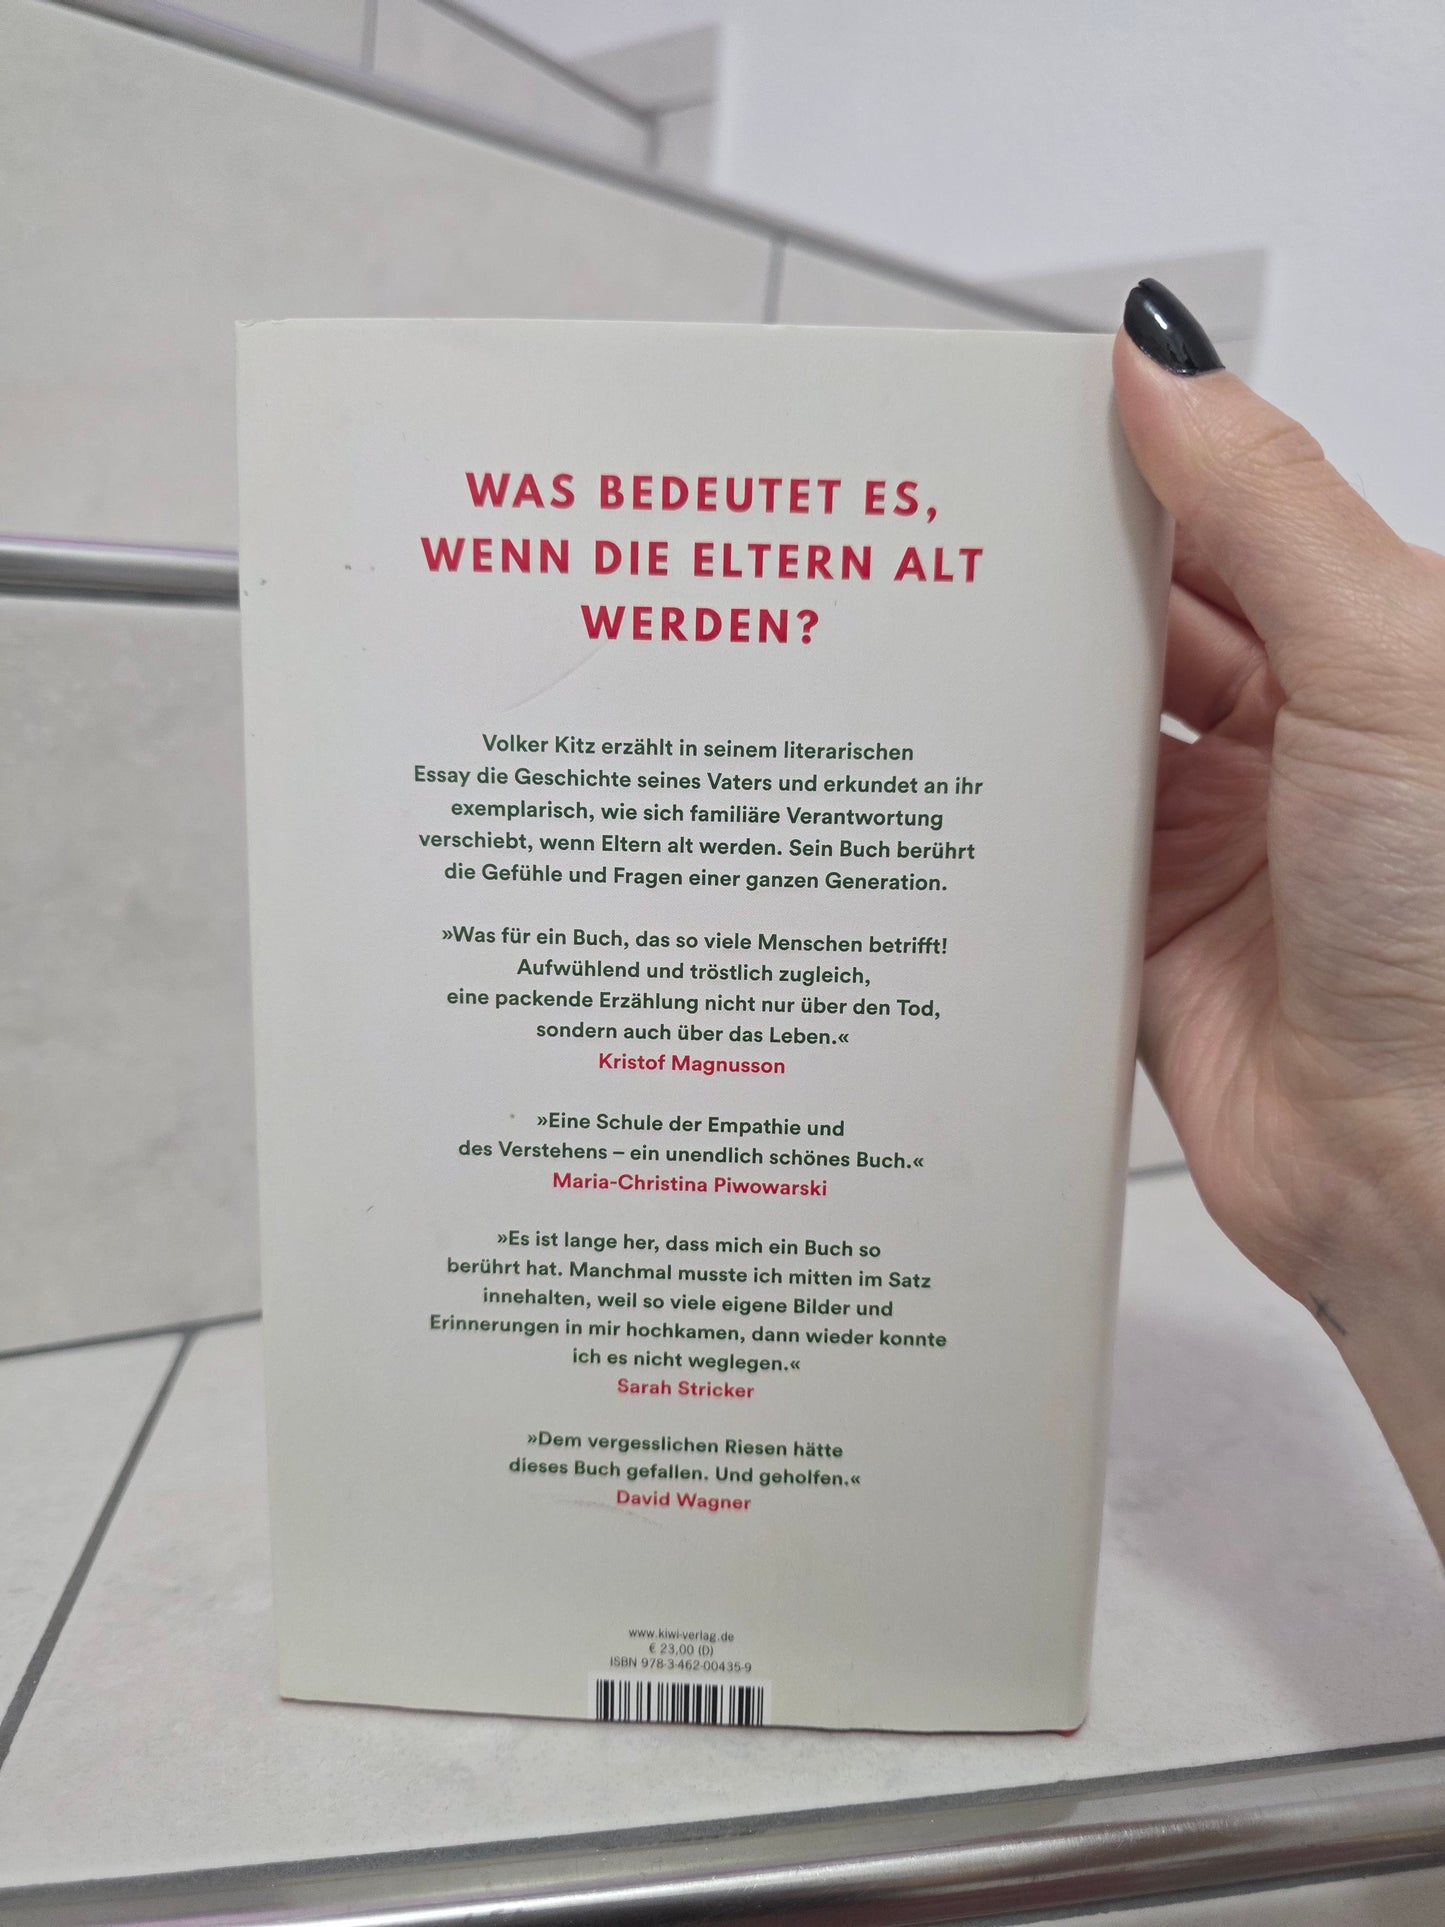 WAS BEDEUTET ES,
WENN DIE ELTERN ALT
WERDEN?
Volker Kitz erzählt in seinem literarischen
Essay die Geschichte seines Vaters und erkundet an ihr
exemplarisch, wie sich familiäre Verantwortung
verschiebt, wenn Eltern alt werden. Sein Buch berührt
die Gefühle und Fragen einer ganzen Generation.
»Was für ein Buch, das so viele Menschen betrifft!
Aufwühlend und tröstlich zugleich,
eine packende Erzählung nicht nur über den Tod,
sondern auch über das Leben.«
Kristof Magnusson
»Eine Schule der Empathie und
des Verstehens – ein unendlich schönes Buch.«
Maria-Christina Piwowarski
»Es ist lange her, dass mich ein Buch so
berührt hat. Manchmal musste ich mitten im Satz
innehalten, weil so viele eigene Bilder und
Erinnerungen in mir hochkamen, dann wieder konnte
ich es nicht weglegen.«
Sarah Stricker
»Dem vergesslichen Riesen hätte
dieses Buch gefallen. Und geholfen.«
David Wagner
www.kiwi-verlag.de
€ 23,00 (D)
ISBN 978-3-462-00435-9